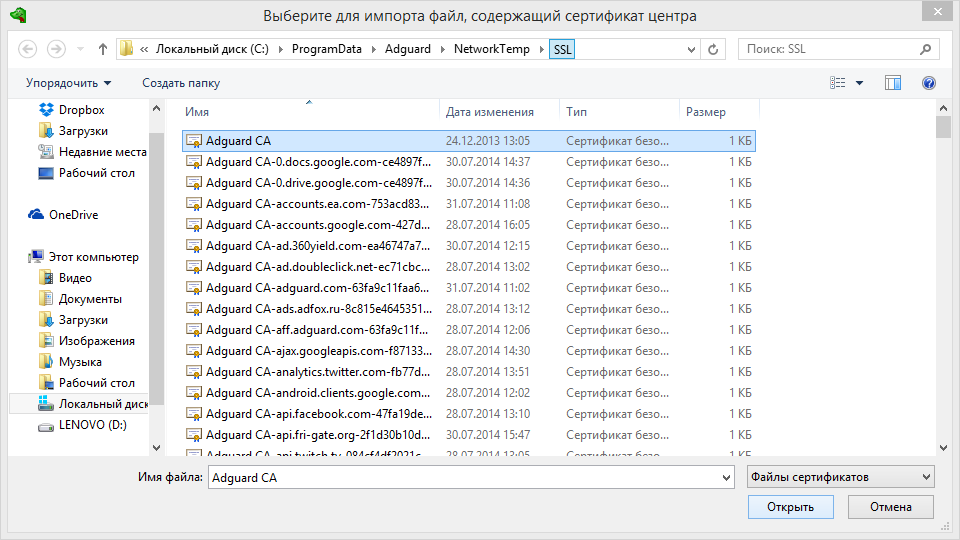 Выберите для импорта файл, содержащий сертификат центра
« Локальный диск (C:) ProgramData Adguard NetworkTemp SSL
Поиск: SSL
Упорядочить
Создать папку
Имя Дата изменения Тип Размер
Dropbox
Загрузки
Недавние места
Рабочий стол
OneDrive
Этот компьютер
Видео
Документы
Загрузки
Изображения
Музыка
Рабочий стол
Локальный диск
LENOVO (D:)
Adguard CA 24.12.2013 13:05 Сертификат безо... 1 КБ
Adguard CA-0.docs.google.com-ce4897f... 30.07.2014 14:37 Сертификат безо... 1 КБ
Adguard CA-0.drive.google.com-ce4897f... 30.07.2014 14:36 Сертификат безо... 1 КБ
Adguard CA-accounts.ea.com-753acd83... 31.07.2014 11:08 Сертификат безо... 1 КБ
Adguard CA-accounts.google.com-427d... 28.07.2014 16:05 Сертификат безо... 1 КБ
Adguard CA-ad.360yield.com-ea46747a7... 30.07.2014 12:15 Сертификат безо... 1 КБ
Adguard CA-ad.doubleclick.net-ec71cbc... 28.07.2014 13:02 Сертификат безо... 1 КБ
Adguard CA-adguard.com-63fa9c11faa6... 31.07.2014 11:02 Сертификат безо... 1 КБ
Adguard CA-ads.adfox.ru-8c815e4645351... 28.07.2014 13:12 Сертификат безо... 1 КБ
Adguard CA-aff.adguard.com-63fa9c11f... 28.07.2014 12:06 Сертификат безо... 1 КБ
Adguard CA-ajax.googleapis.com-f87133... 28.07.2014 14:30 Сертификат безо... 1 КБ
Adguard CA-analytics.twitter.com-fb77d... 28.07.2014 13:51 Сертификат безо... 1 КБ
Adguard CA-android.clients.google.com... 28.07.2014 12:02 Сертификат безо... 1 КБ
Adguard CA-api.facebook.com-47fa19de... 28.07.2014 13:10 Сертификат безо... 1 КБ
Adguard CA-api.fri-gate.org-2f1d30b10d... 30.07.2014 15:47 Сертификат безо... 1 КБ
Adguard CA-api.twitch.tv 28.07.2014 13:05 Сертификат безо... 1 КБ
Имя файла: Adguard CA
Файлы сертификатов
Открыть
Отмена